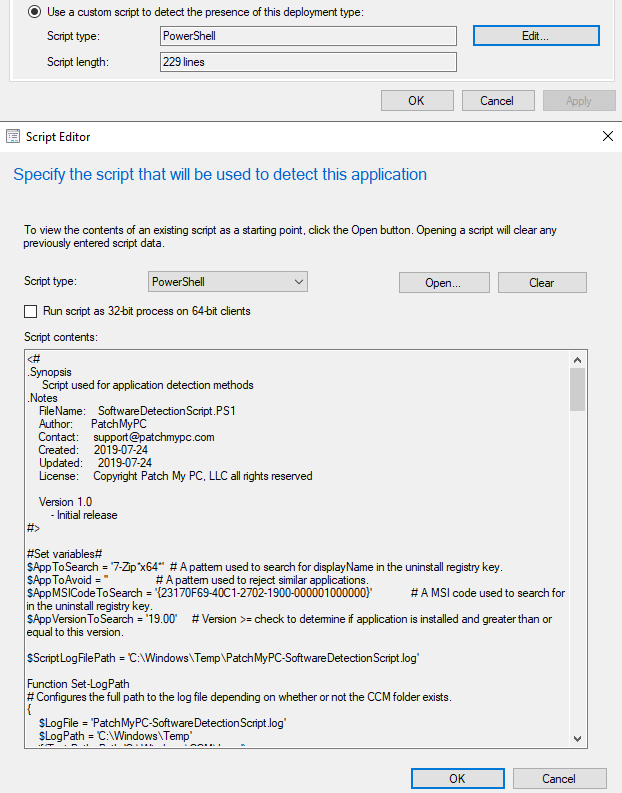 Use a custom script to detect the presence of this deployment type:
Script type:
PowerShell
Edit...
Script length:
229 lines
OK
Cancel
Apply
Script Editor
Specify the script that will be used to detect this application
To view the contents of an existing script as a starting point, click the Open button. Opening a script will clear any
previously entered script data.
Script type:
PowerShell
Open...
Clear
Run script as 32-bit process on 64-bit clients
Script contents:
<#
.Synopsis
Script used for application detection methods
.Notes
FileName: SoftwareDetectionScript.PS1
Author: PatchMyPC
Contact: support@patchmypc.com
Created: 2019-07-24
Updated: 2019-07-24
License: Copyright Patch My PC, LLC all rights reserved
Version 1.0
- Initial release
#>
#Set variables#
$AppToSearch = '7-Zip*x64*' # A pattern used to search for displayName in the uninstall registry key.
$AppToAvoid = '' # A pattern used to reject similar applications.
$AppMSICodeToSearch = '{23170F69-40C1-2702-1900-000001000000}' # A MSI code used to search for
in the uninstall registry key.
$AppVersionToSearch = '19.00' # Version >= check to determine if application is installed and greater than or
equal to this version.
$ScriptLogFilePath = 'C:\Windows\Temp\PatchMyPC-SoftwareDetectionScript.log'
Function Set-LogPath
# Configures the full path to the log file depending on whether or not the CCM folder exists.
{
$LogFile = 'PatchMyPC-SoftwareDetectionScript.log'
$LogPath = 'C:\Windows\Temp'
OK
Cancel